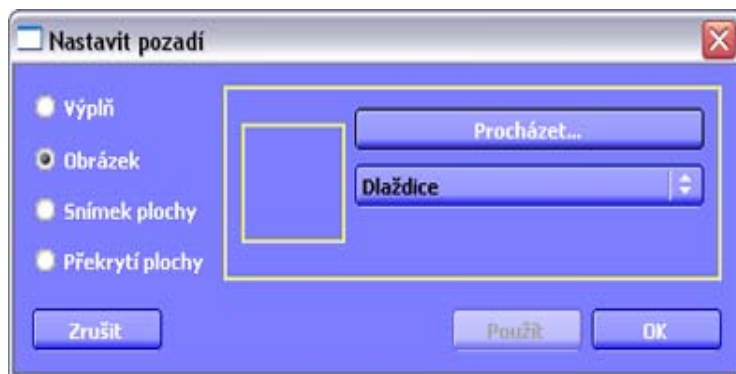 Nastavit pozadí
Výplň
Obrázek
Snímek plochy
Překrytí plochy
Procházet...
Dlaždice
Zrušit
Použít
OK